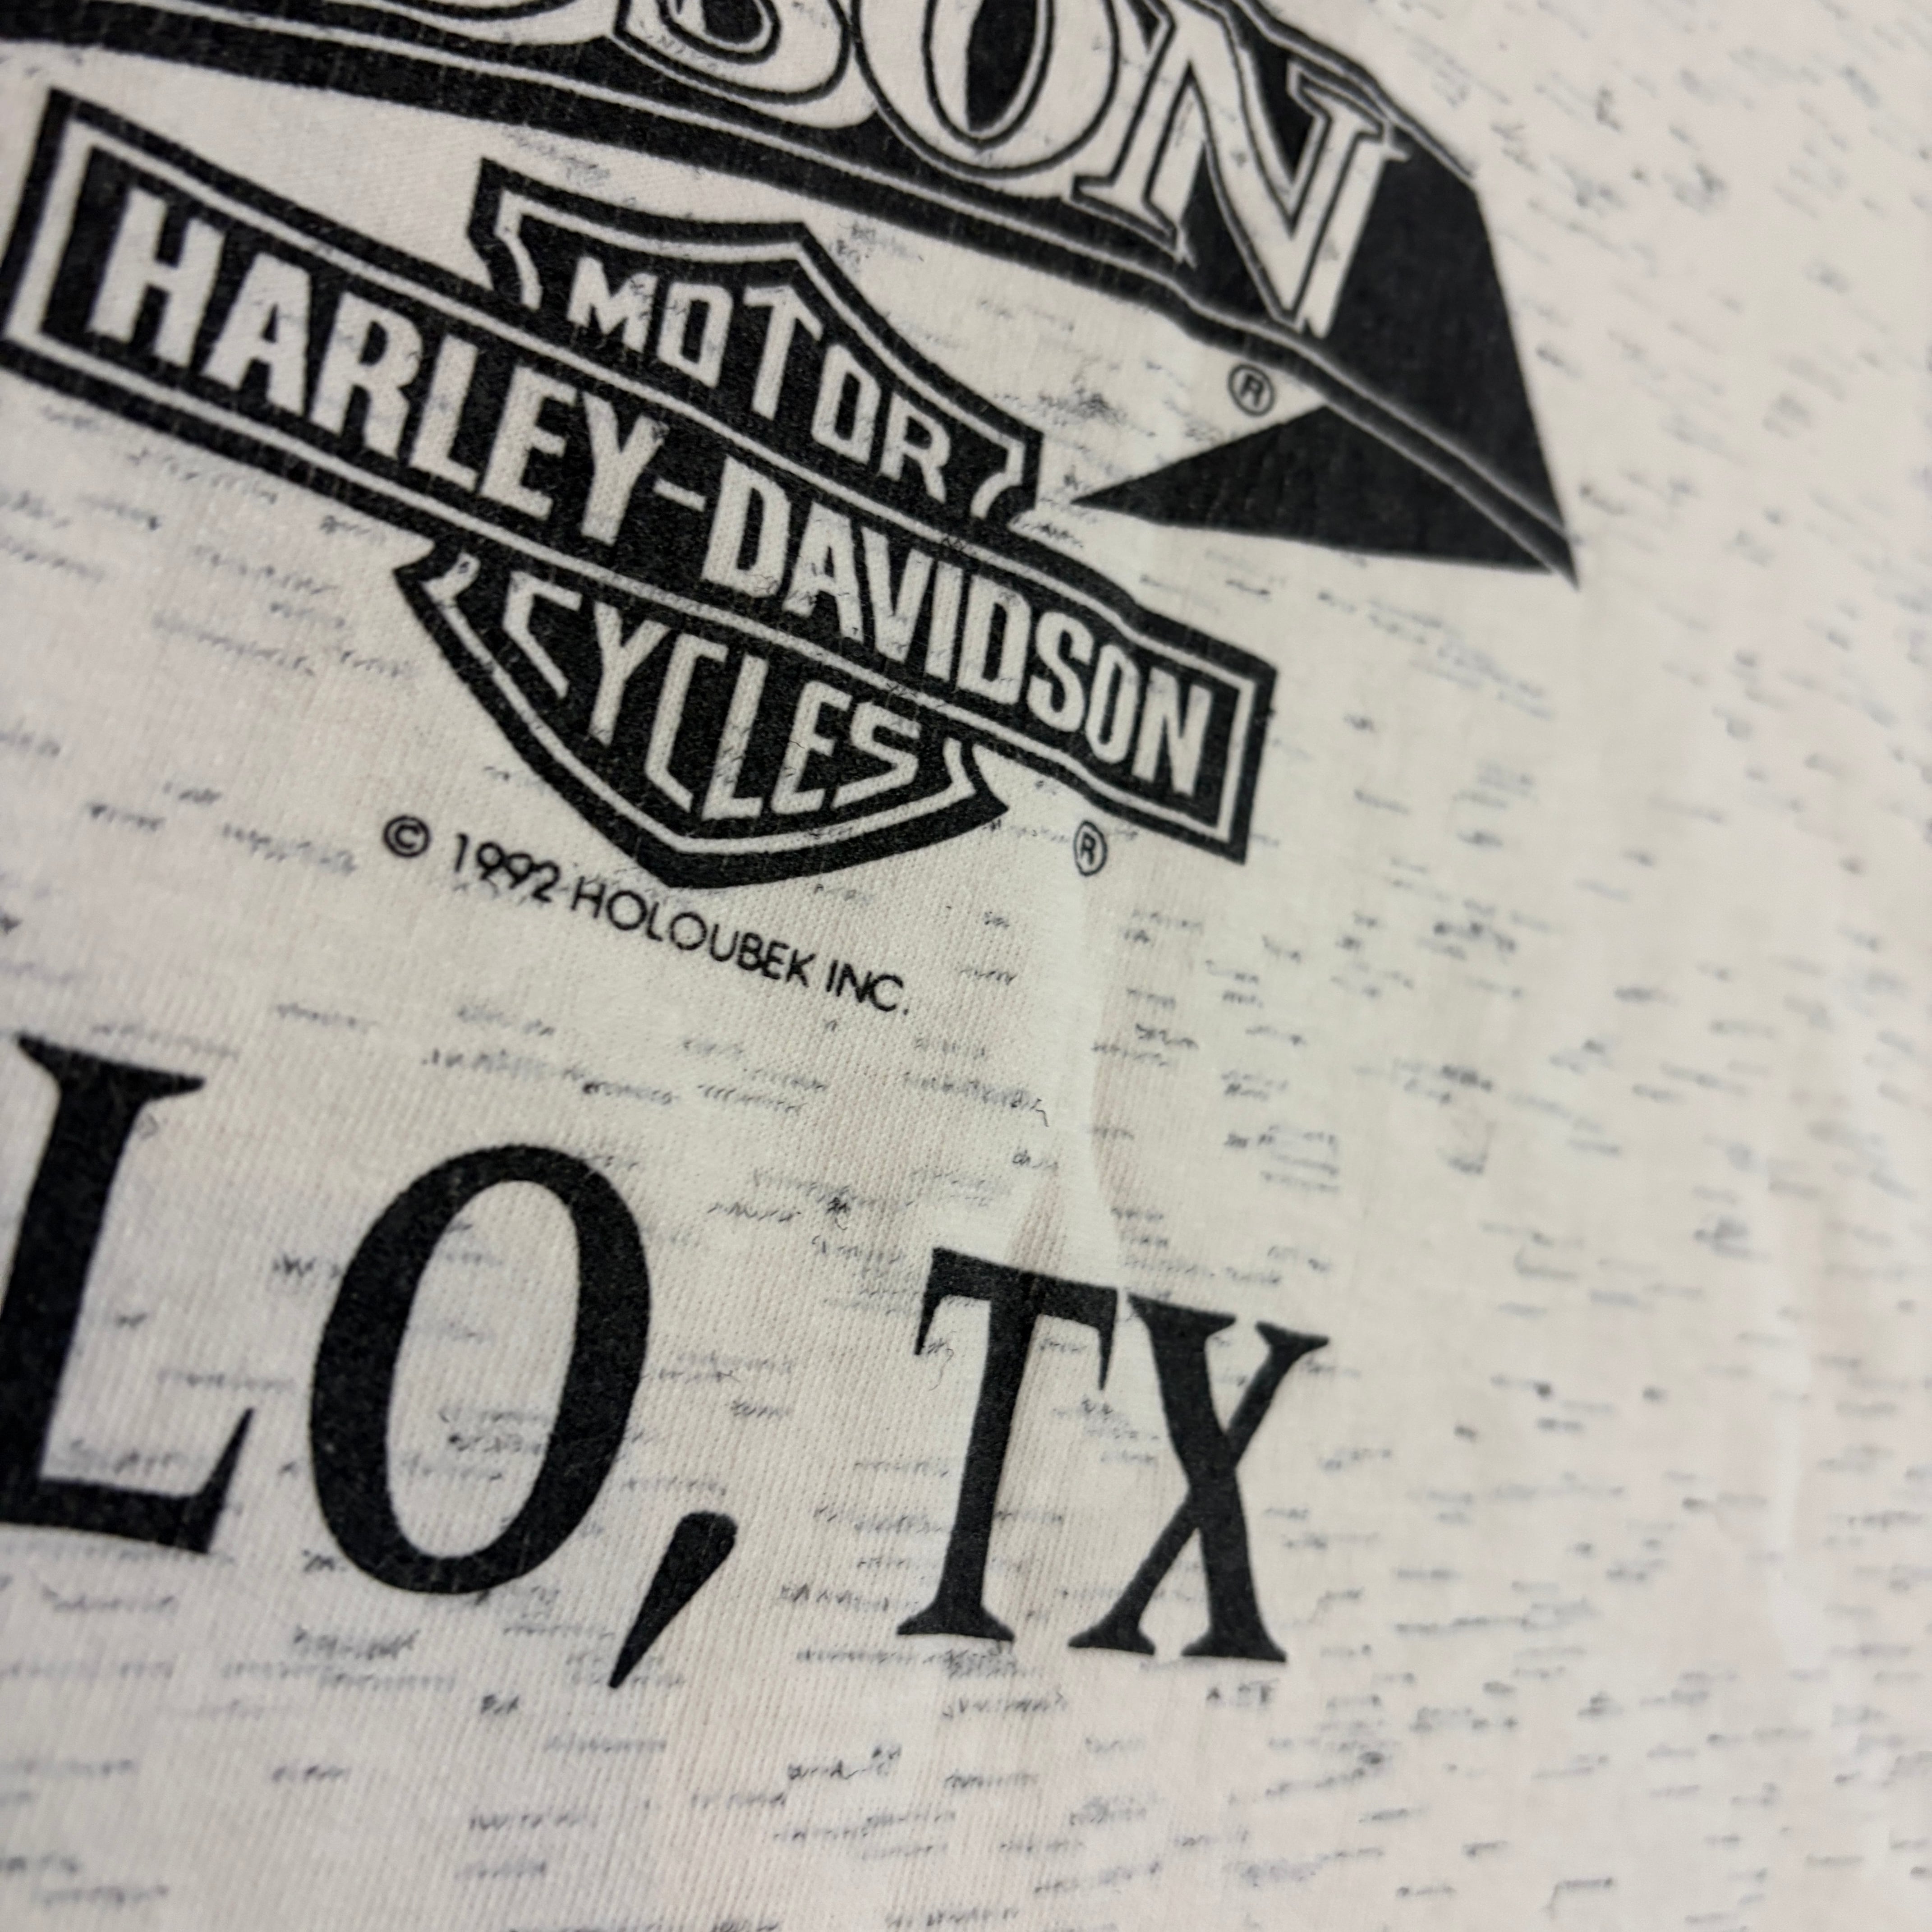 SON
®
MOTOR
HARLEY-DAVIDSON
CYCLES
®
© 1992 HOLOUBEK INC.
LO, TX